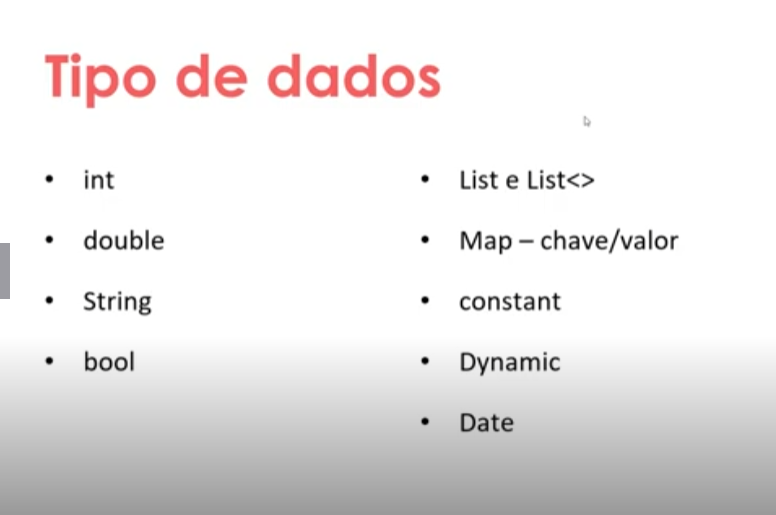 Tipo de dados
• int
• double
• String
• bool
• List e List<>
• Map – chave/valor
• constant
• Dynamic
• Date